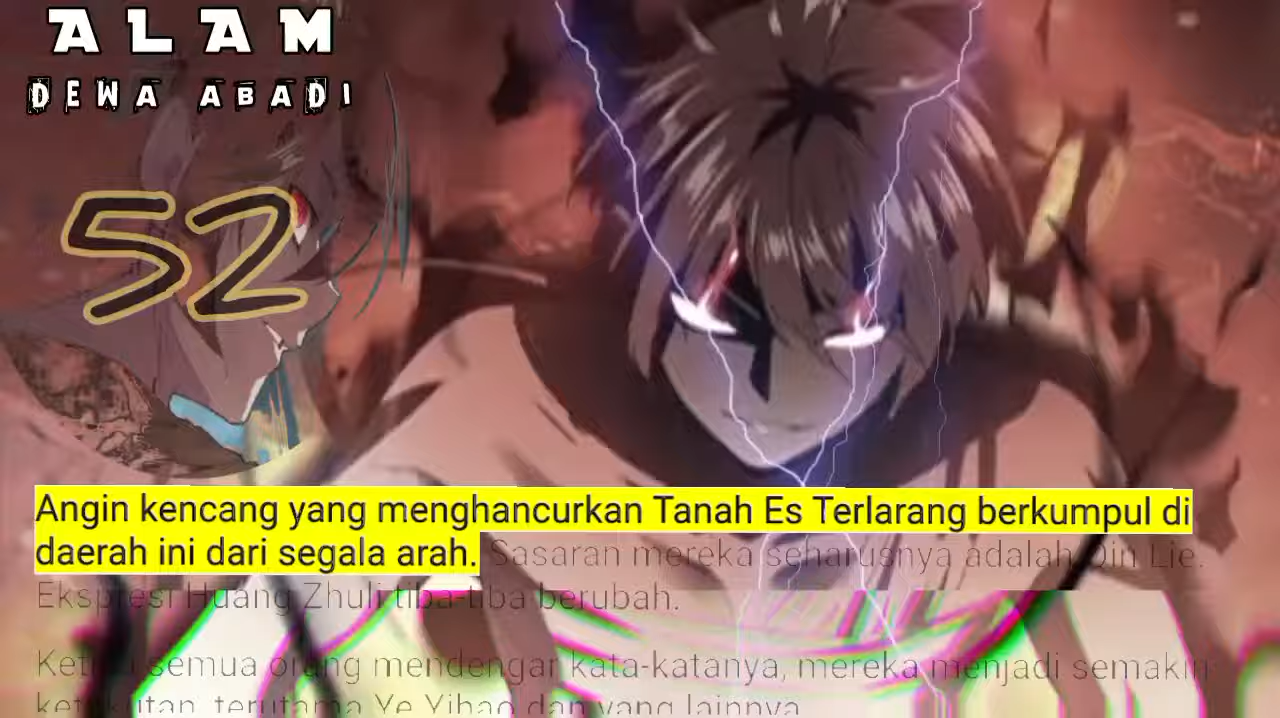 ALAM
DEWA ABADI
52
Angin kencang yang menghancurkan Tanah Es Terlarang berkumpul di
daerah ini dari segala arah. Sasaran mereka seharusnya adalah Qin Lie.
Ekspresi Huang Zhuli tiba-tiba berubah.
Ketika semua orang mendengar kata-katanya, mereka menjadi semakin
ketakutan, terutama Ye Yihao dan yang lainnya.